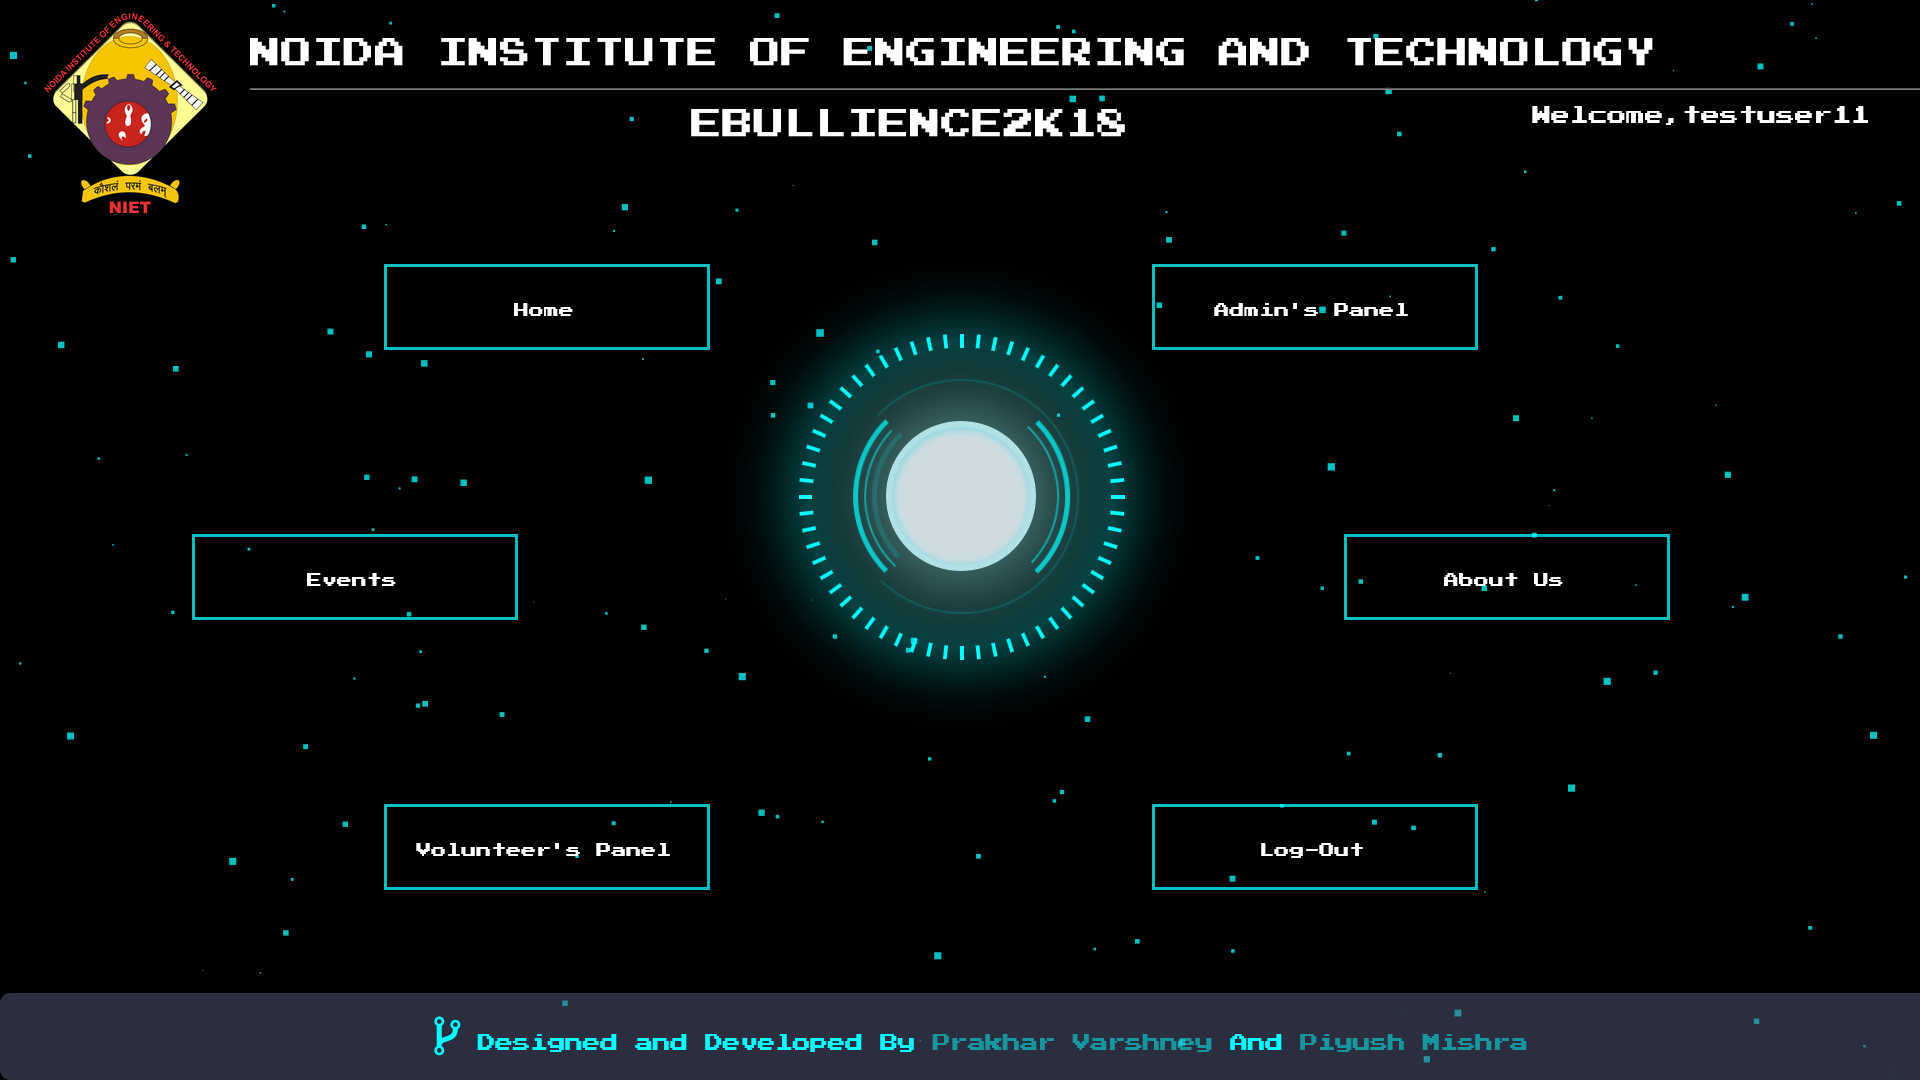 NOIDA INSTITUTE OF ENGINEERING & TECHNOLOGY
कौशलं परमं बलम्
NIET
NOIDA INSTITUTE OF ENGINEERING AND TECHNOLOGY
EBULLIENCE2K18
Welcome,testuser11
Home
Admin's Panel
Events
About Us
Volunteer's Panel
Log-Out
Designed and Developed By Prakhar Varshney And Piyush Mishra